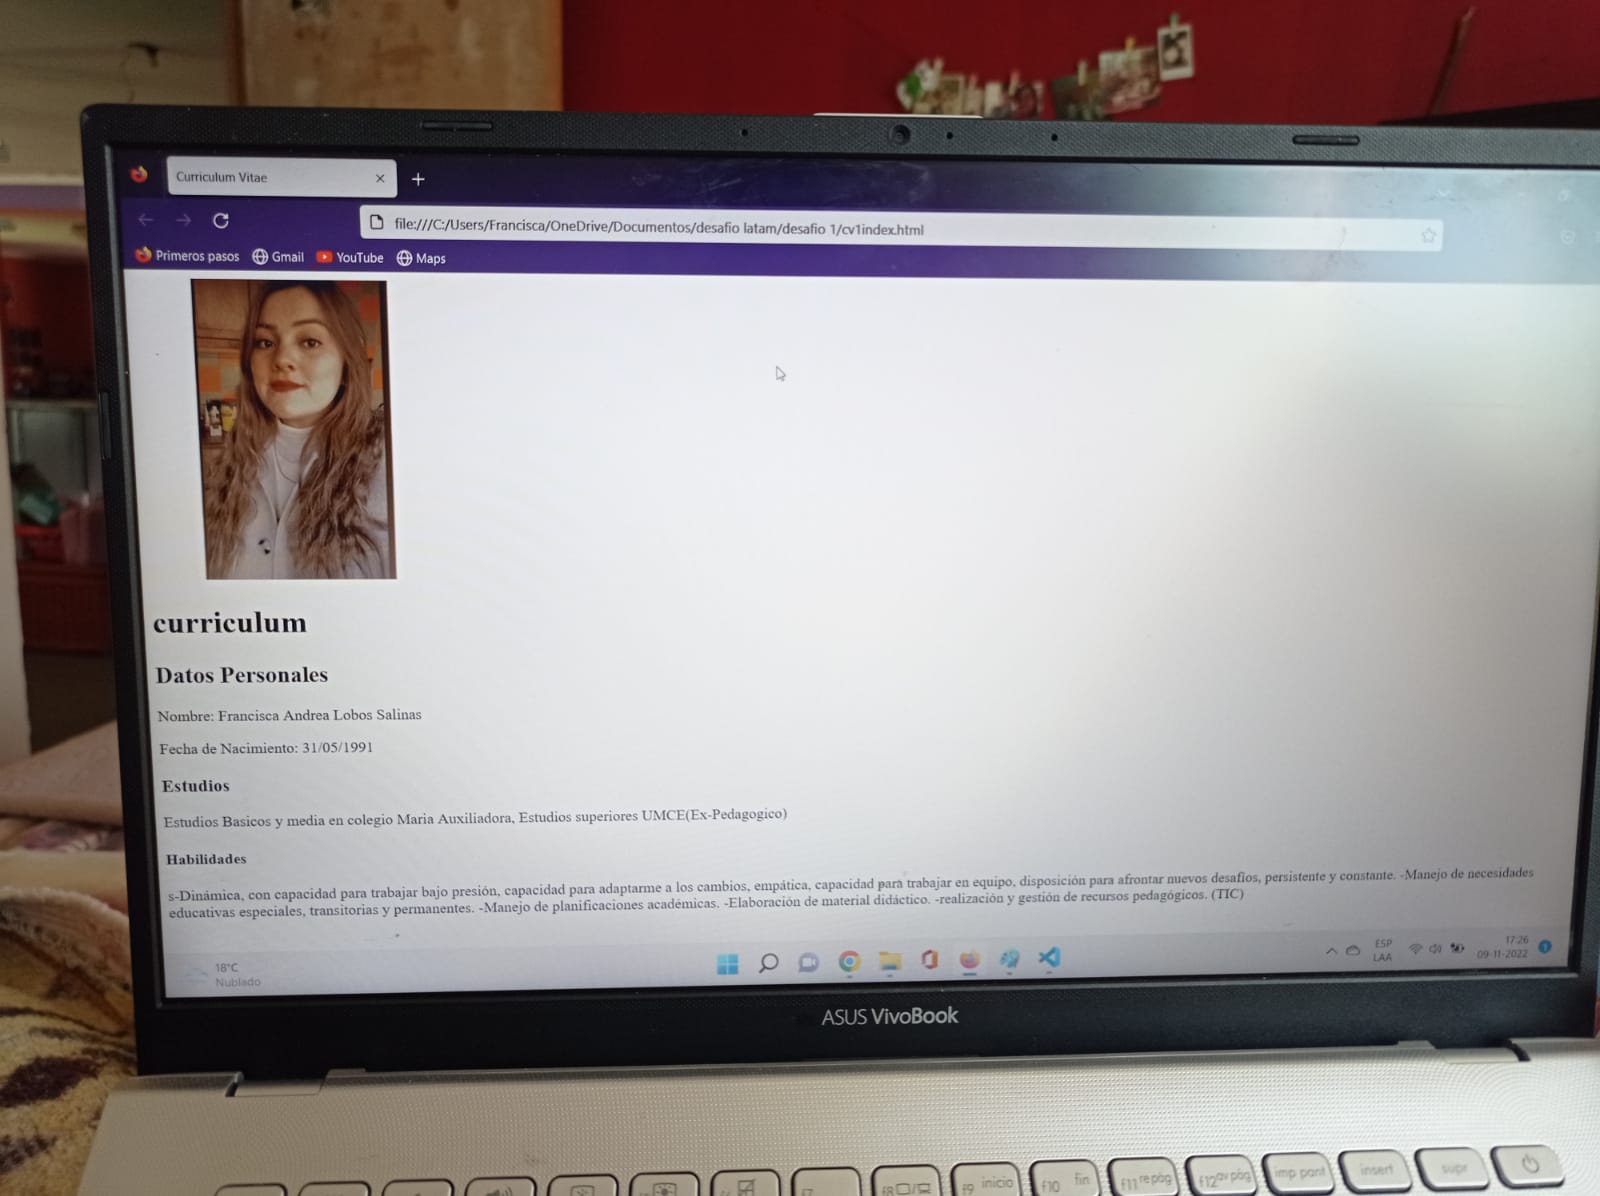 Curriculum Vitae
file:///C:/Users/Francisca/OneDrive/Documentos/desafio latam/desafio 1/cv1index.html
Primeros pasos Gmail YouTube Maps
curriculum
Datos Personales
Nombre: Francisca Andrea Lobos Salinas
Fecha de Nacimiento: 31/05/1991
Estudios
Estudios Basicos y media en colegio Maria Auxiliadora, Estudios superiores UMCE(Ex-Pedagogico)
Habilidades
s-Dinámica, con capacidad para trabajar bajo presión, capacidad para adaptarme a los cambios, empática, capacidad para trabajar en equipo, disposición para afrontar nuevos desafíos, persistente y constante. -Manejo de necesidades
educativas especiales, transitorias y permanentes. -Manejo de planificaciones académicas. -Elaboración de material didáctico. -realización y gestión de recursos pedagógicos. (TIC)
18°C
Nublado
ESP
LAA
17:26
09-11-2022
1
ASUS VivoBook
f8 f9 inicio f10 fin f11 re pág f12 av pág imp pant insert supr